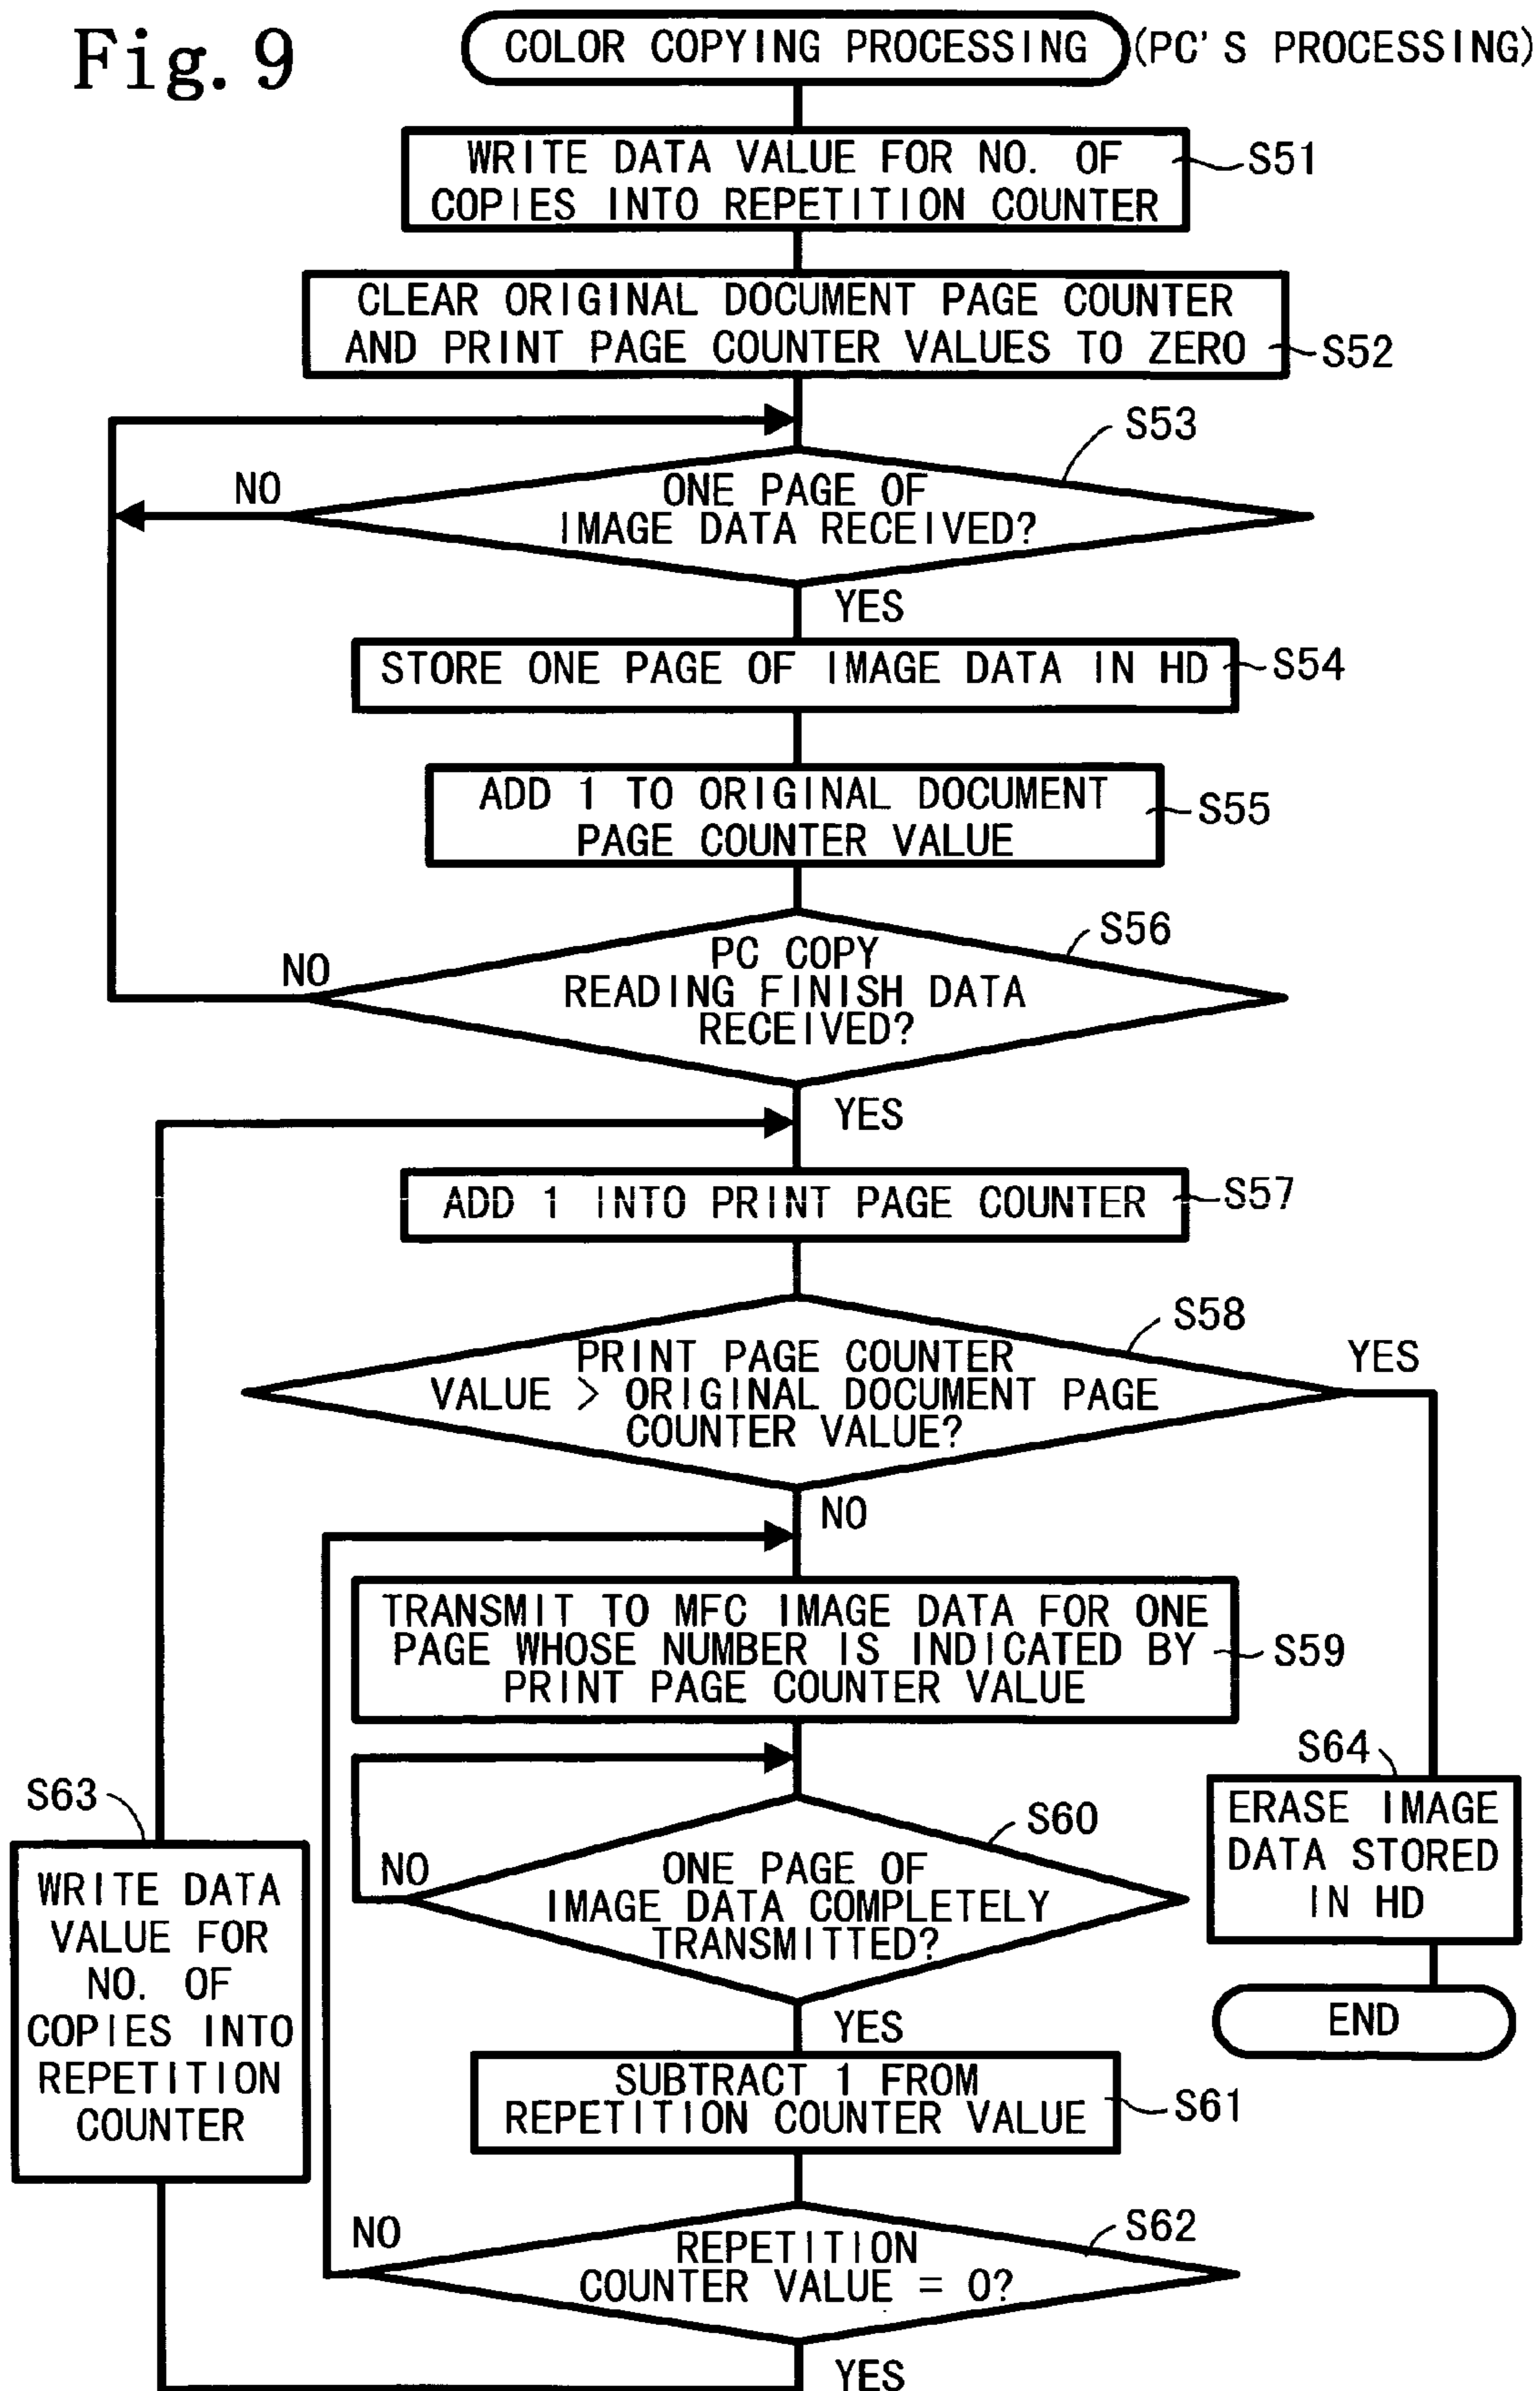 Fig. 9
COLOR COPYING PROCESSING (PC'S PROCESSING)
WRITE DATA VALUE FOR NO. OF
COPIES INTO REPETITION COUNTER
S51
CLEAR ORIGINAL DOCUMENT PAGE COUNTER
AND PRINT PAGE COUNTER VALUES TO ZERO
S52
S53
NO
ONE PAGE OF
IMAGE DATA RECEIVED?
YES
STORE ONE PAGE OF IMAGE DATA IN HD
S54
ADD 1 TO ORIGINAL DOCUMENT
PAGE COUNTER VALUE
S55
S56
NO
PC COPY
READING FINISH DATA
RECEIVED?
YES
ADD 1 INTO PRINT PAGE COUNTER
S57
S58
PRINT PAGE COUNTER
VALUE > ORIGINAL DOCUMENT PAGE
COUNTER VALUE?
YES
NO
TRANSMIT TO MFC IMAGE DATA FOR ONE
PAGE WHOSE NUMBER IS INDICATED BY
PRINT PAGE COUNTER VALUE
S59
S60
NO
ONE PAGE OF
IMAGE DATA COMPLETELY
TRANSMITTED?
YES
S64
ERASE IMAGE
DATA STORED
IN HD
END
S63
WRITE DATA
VALUE FOR
NO. OF
COPIES INTO
REPETITION
COUNTER
SUBTRACT 1 FROM
REPETITION COUNTER VALUE
S61
S62
NO
REPETITION
COUNTER VALUE = 0?
YES